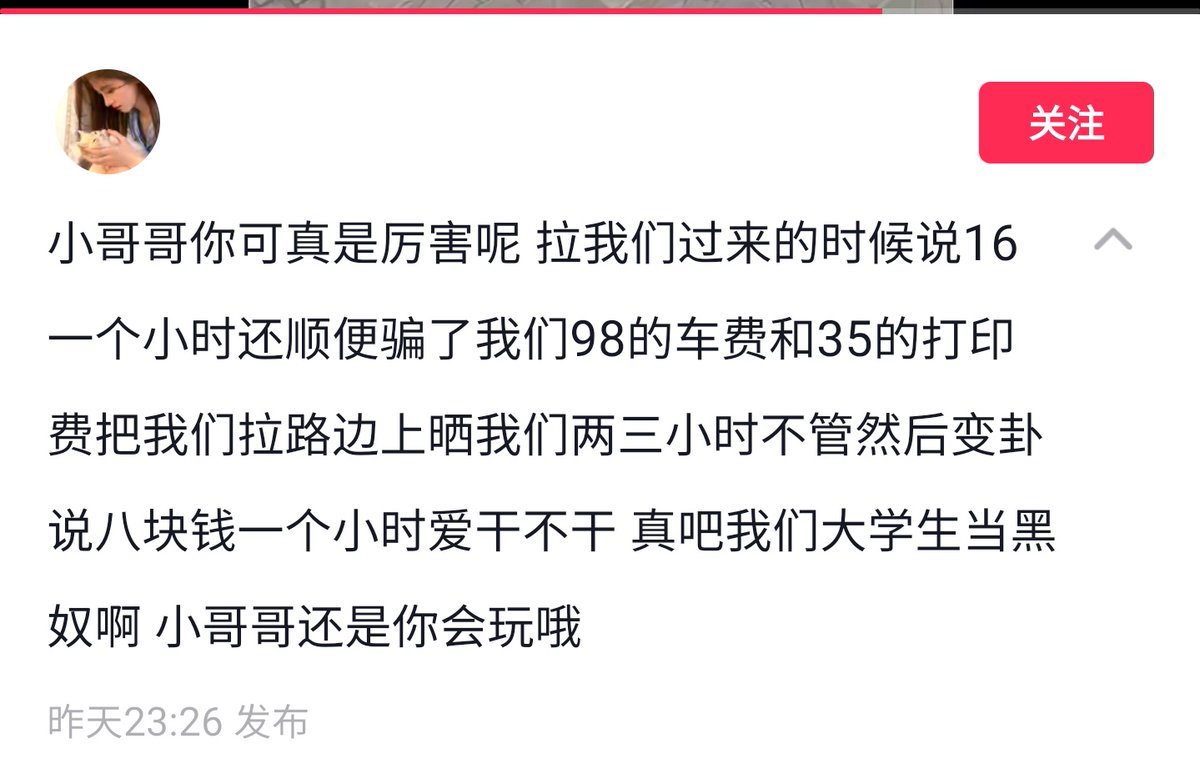 关注
小哥哥你可真是厉害呢 拉我们过来的时候说16
一个小时还顺便骗了我们98的车费和35的打印
费把我们拉路边上晒我们两三小时不管然后变卦
说八块钱一个小时爱干不干 真吧我们大学生当黑
奴啊 小哥哥还是你会玩哦
昨天23:26 发布